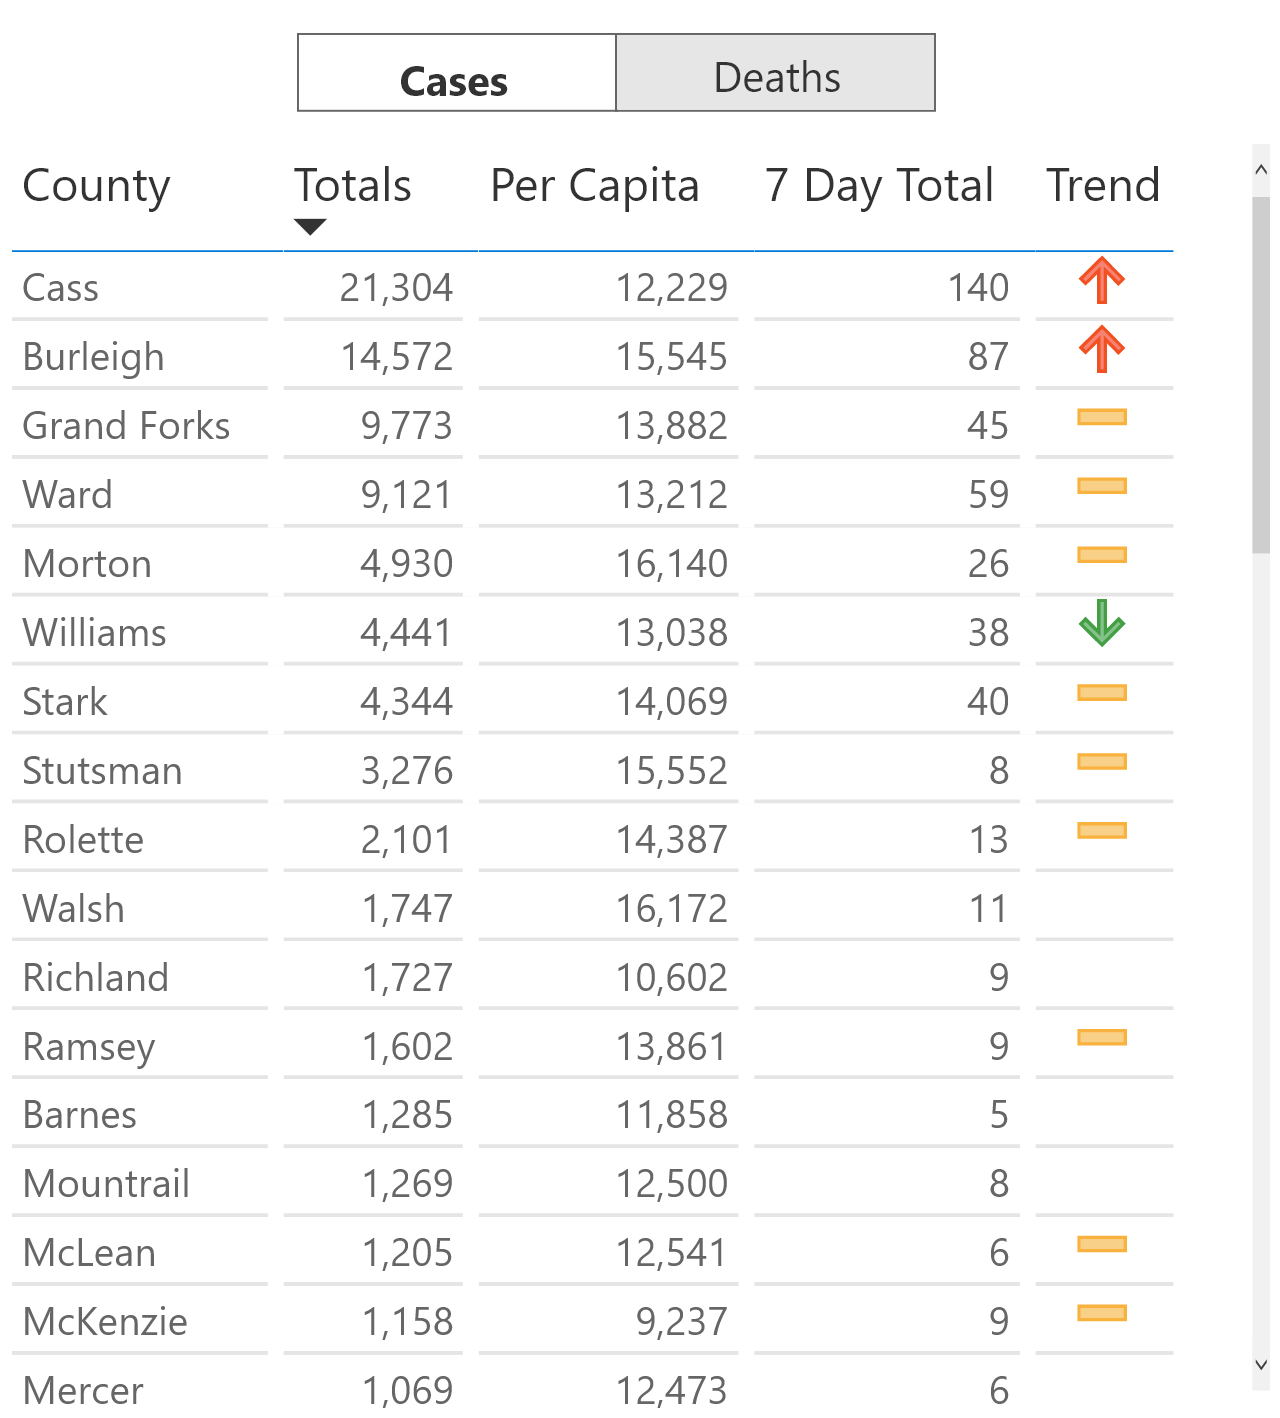 Cases Deaths
County Totals Per Capita 7 Day Total Trend
Cass 21,304 12,229 140
Burleigh 14,572 15,545 87
Grand Forks 9,773 13,882 45
Ward 9,121 13,212 59
Morton 4,930 16,140 26
Williams 4,441 13,038 38
Stark 4,344 14,069 40
Stutsman 3,276 15,552 8
Rolette 2,101 14,387 13
Walsh 1,747 16,172 11
Richland 1,727 10,602 9
Ramsey 1,602 13,861 9
Barnes 1,285 11,858 5
Mountrail 1,269 12,500 8
McLean 1,205 12,541 6
McKenzie 1,158 9,237 9
Mercer 1,069 12,473 6